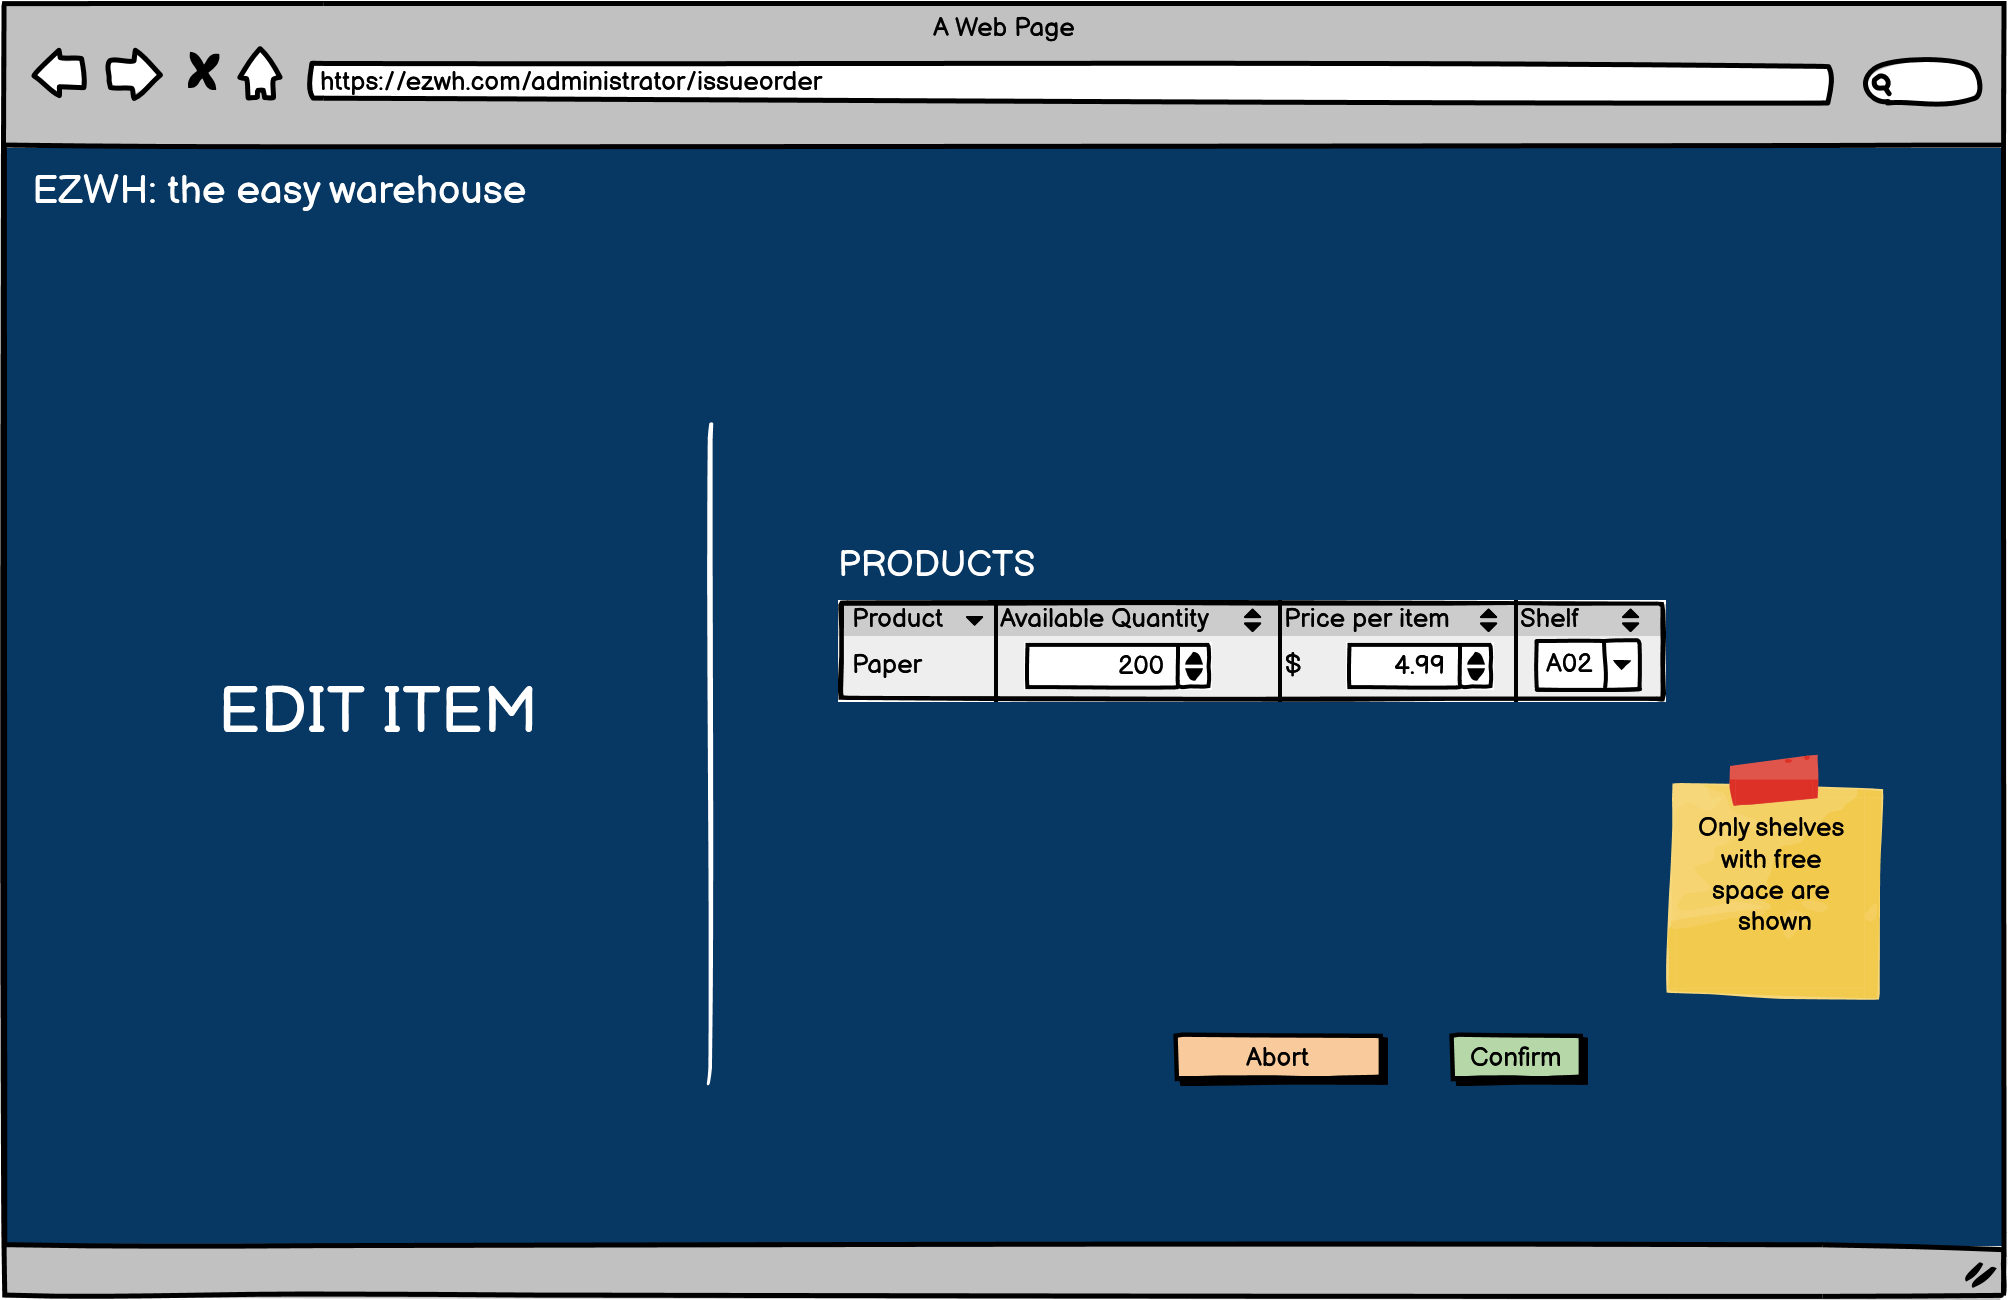 A Web Page
https://ezwh.com/administrator/issueorder
EZWH: the easy warehouse
EDIT ITEM
PRODUCTS
Product Available Quantity Price per item Shelf
Paper 200 $ 4.99 A02
Only shelves
with free
space are
shown
Abort Confirm